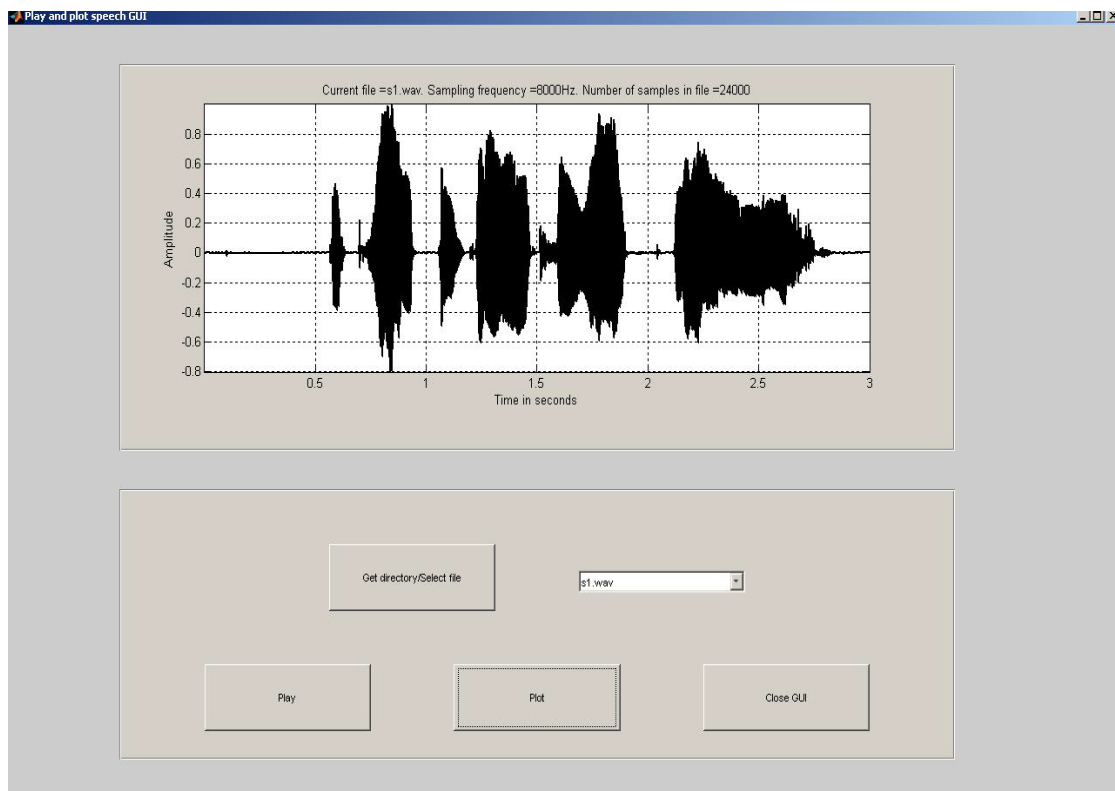 Play and plot speech GUI
Current file =s1.wav. Sampling frequency =8000Hz. Number of samples in file =24000
0.8
0.6
0.4
0.2
0
-0.2
-0.4
-0.6
-0.8
Amplitude
0.5 1 1.5 2 2.5 3
Time in seconds
Get directory/Select file
s1.wav
Play Plot Close GUI